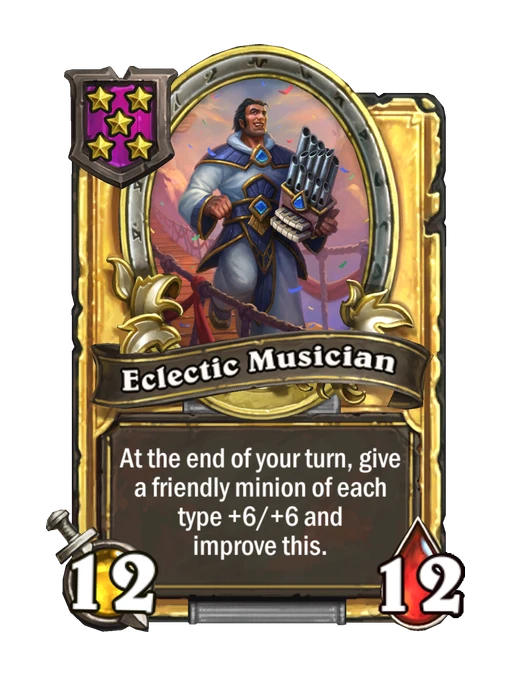 Eclectic Musician
At the end of your turn, give
a friendly minion of each
type +6/+6 and
improve this.
12
12